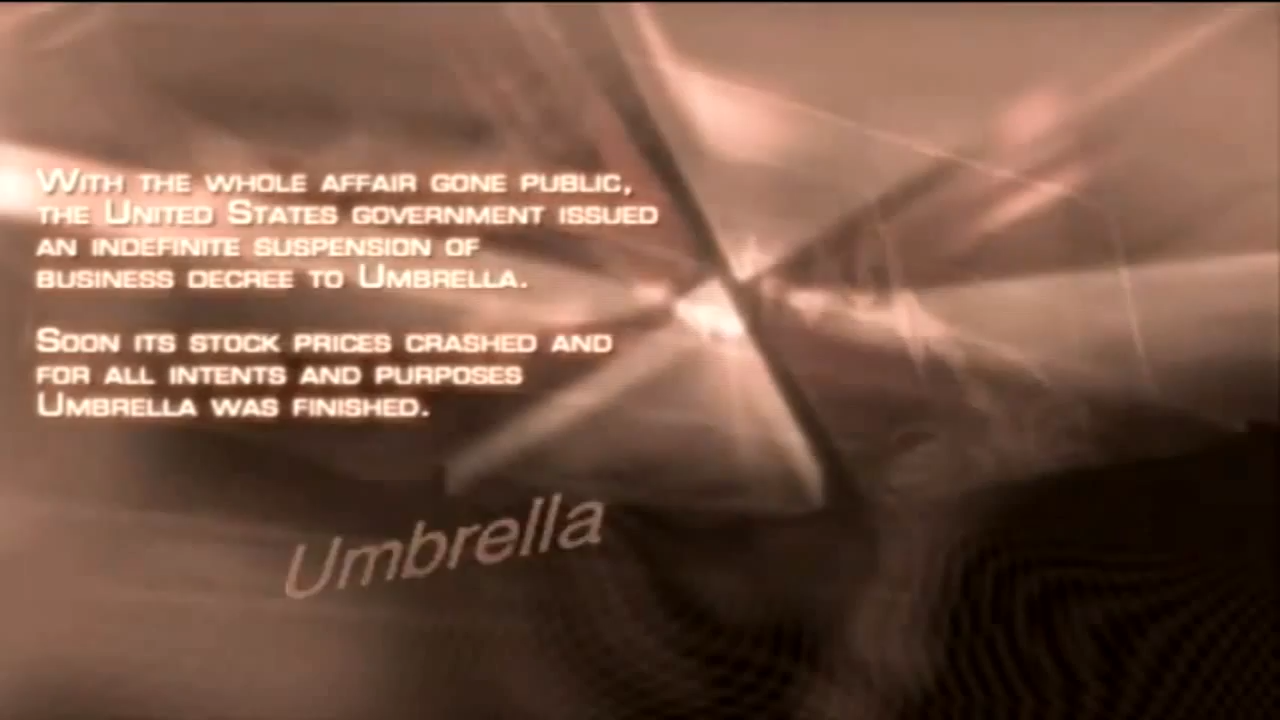 With the whole affair gone public,
the United States government issued
an indefinite suspension of
business decree to Umbrella.
Soon its stock prices crashed and
for all intents and purposes
Umbrella was finished.
Umbrella